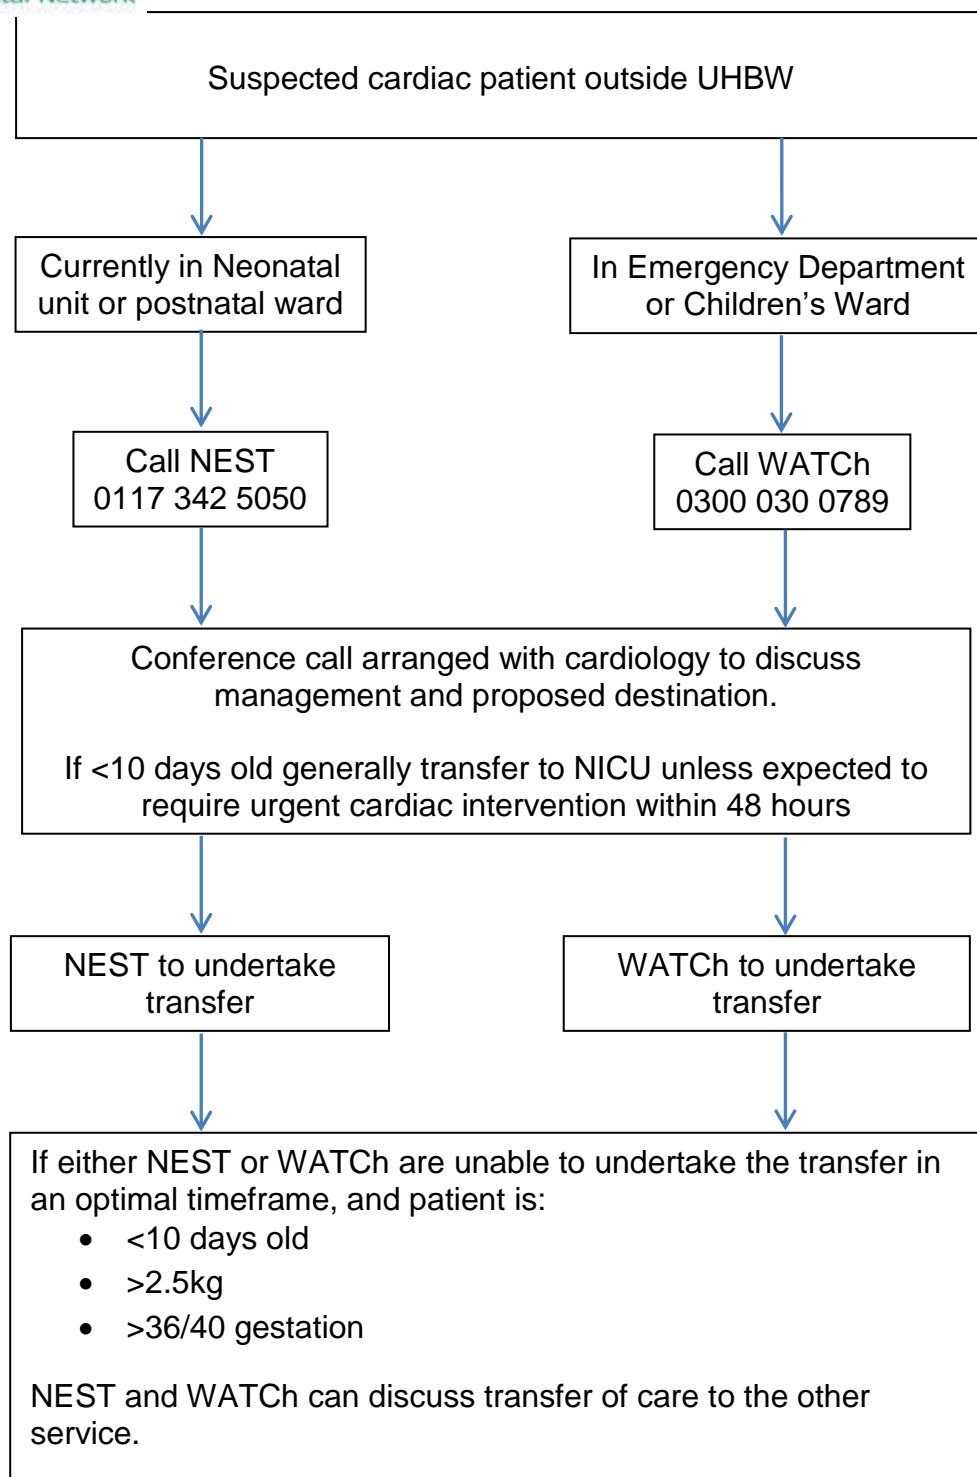 Suspected cardiac patient outside UHBW
Currently in Neonatal
unit or postnatal ward
In Emergency Department
or Children's Ward
Call NEST
0117 342 5050
Call WATCh
0300 030 0789
Conference call arranged with cardiology to discuss
management and proposed destination.
If <10 days old generally transfer to NICU unless expected to
require urgent cardiac intervention within 48 hours
NEST to undertake
transfer
WATCh to undertake
transfer
If either NEST or WATCh are unable to undertake the transfer in
an optimal timeframe, and patient is:
• <10 days old
• >2.5kg
• >36/40 gestation
NEST and WATCh can discuss transfer of care to the other
service.